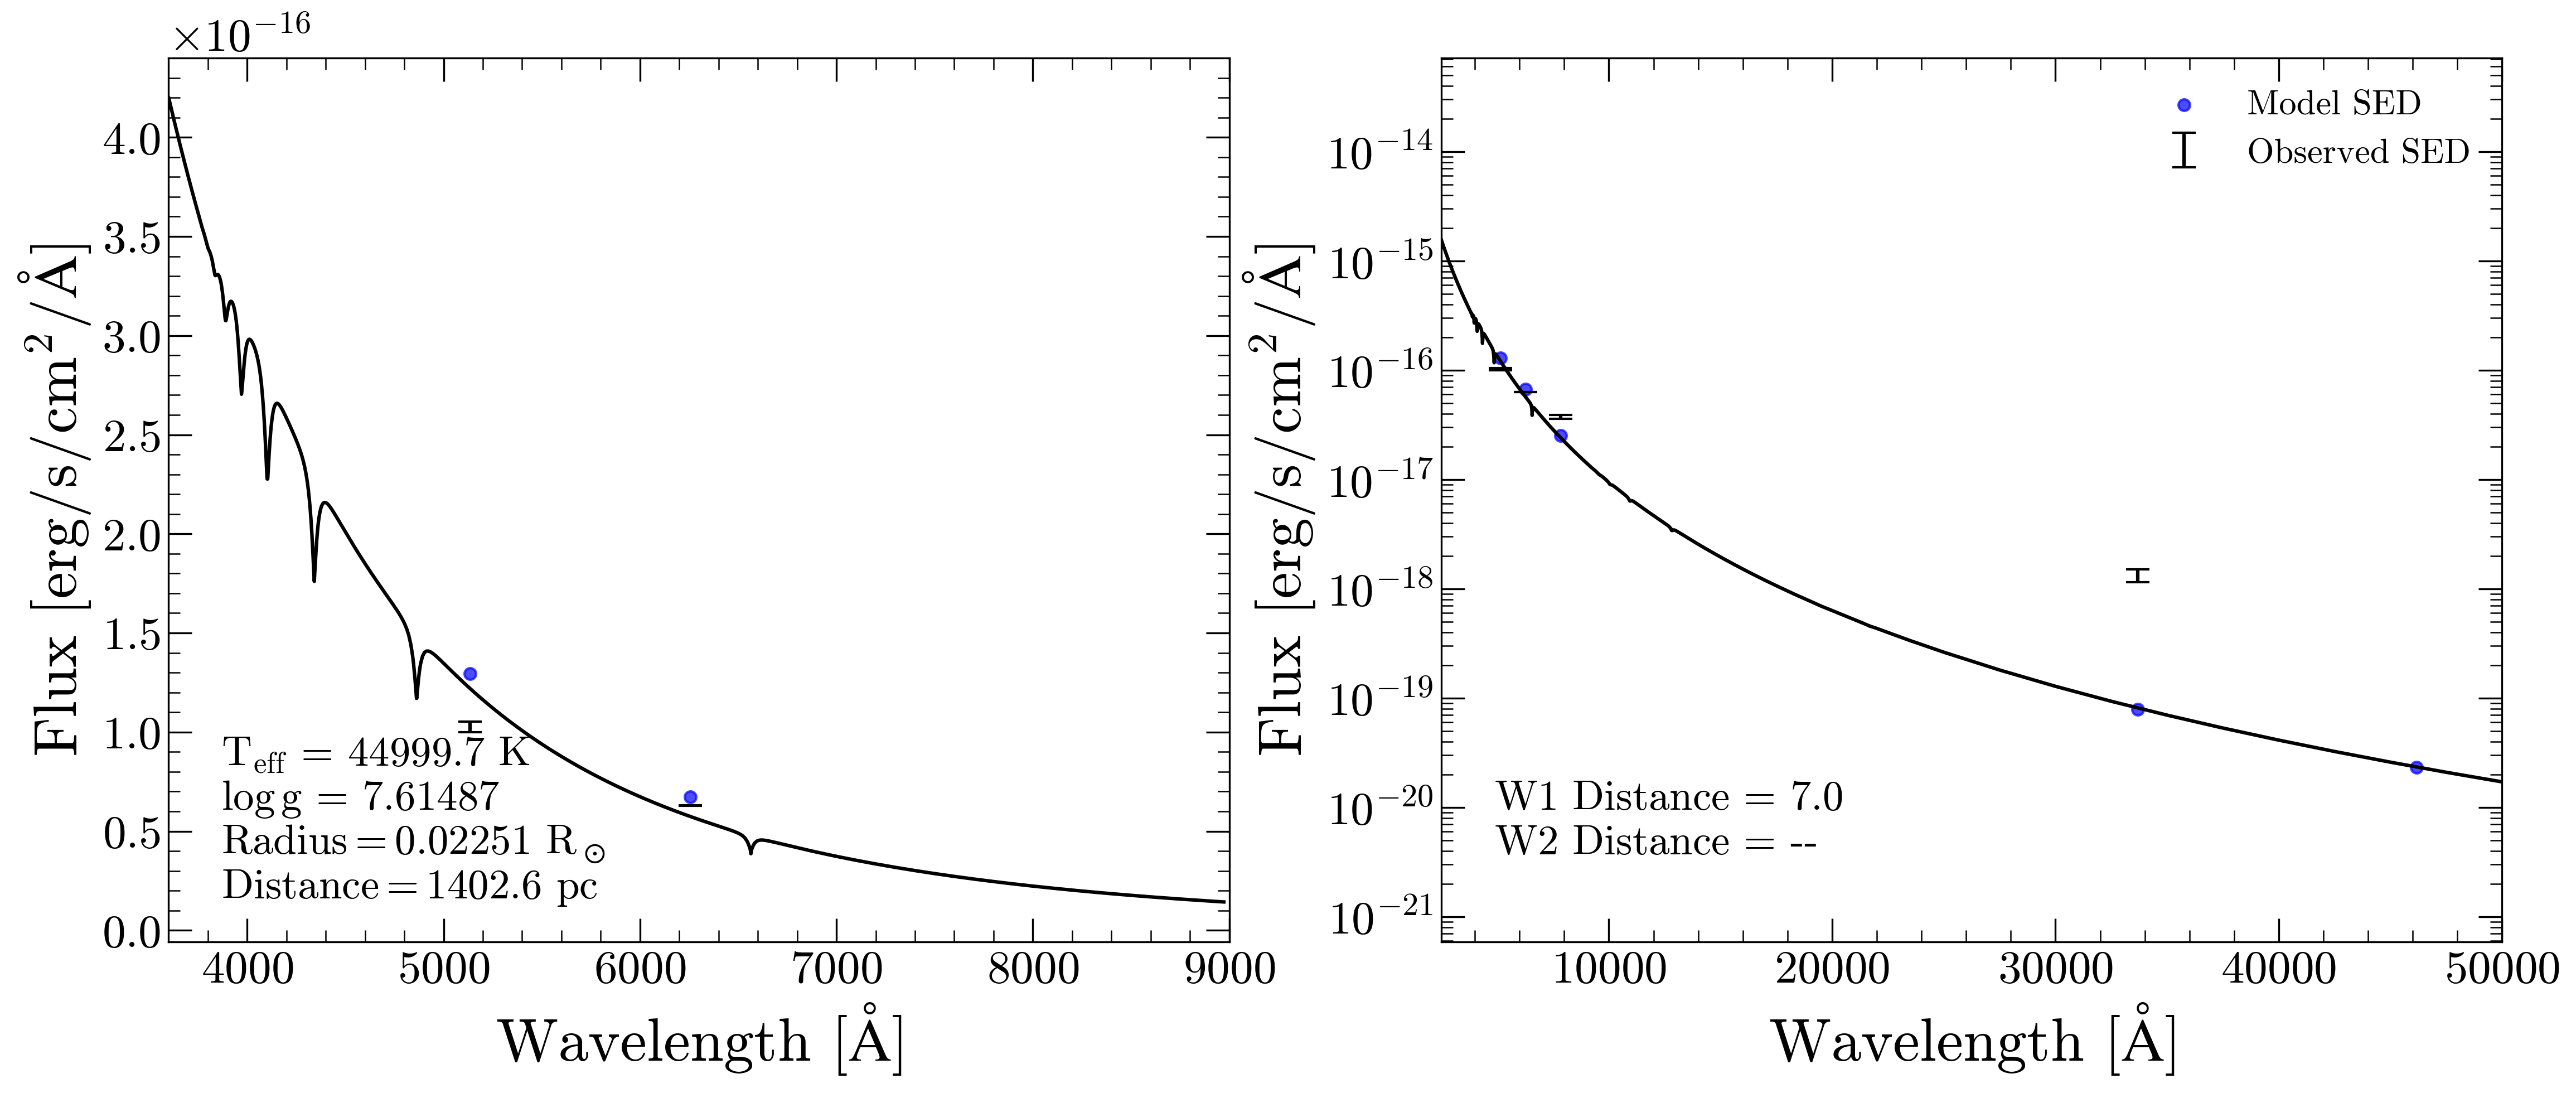 ×10⁻¹⁶
4.0
3.5
3.0
2.5
2.0
1.5
1.0
0.5
0.0
Flux [erg/s/cm²/Å]
T_eff = 44999.7 K
log g = 7.61487
Radius = 0.02251 R_⊙
Distance = 1402.6 pc
4000 5000 6000 7000 8000 9000
Wavelength [Å]
Model SED
Observed SED
10⁻¹⁴
10⁻¹⁵
10⁻¹⁶
10⁻¹⁷
10⁻¹⁸
10⁻¹⁹
10⁻²⁰
10⁻²¹
Flux [erg/s/cm²/Å]
W1 Distance = 7.0
W2 Distance = --
10000 20000 30000 40000 50000
Wavelength [Å]